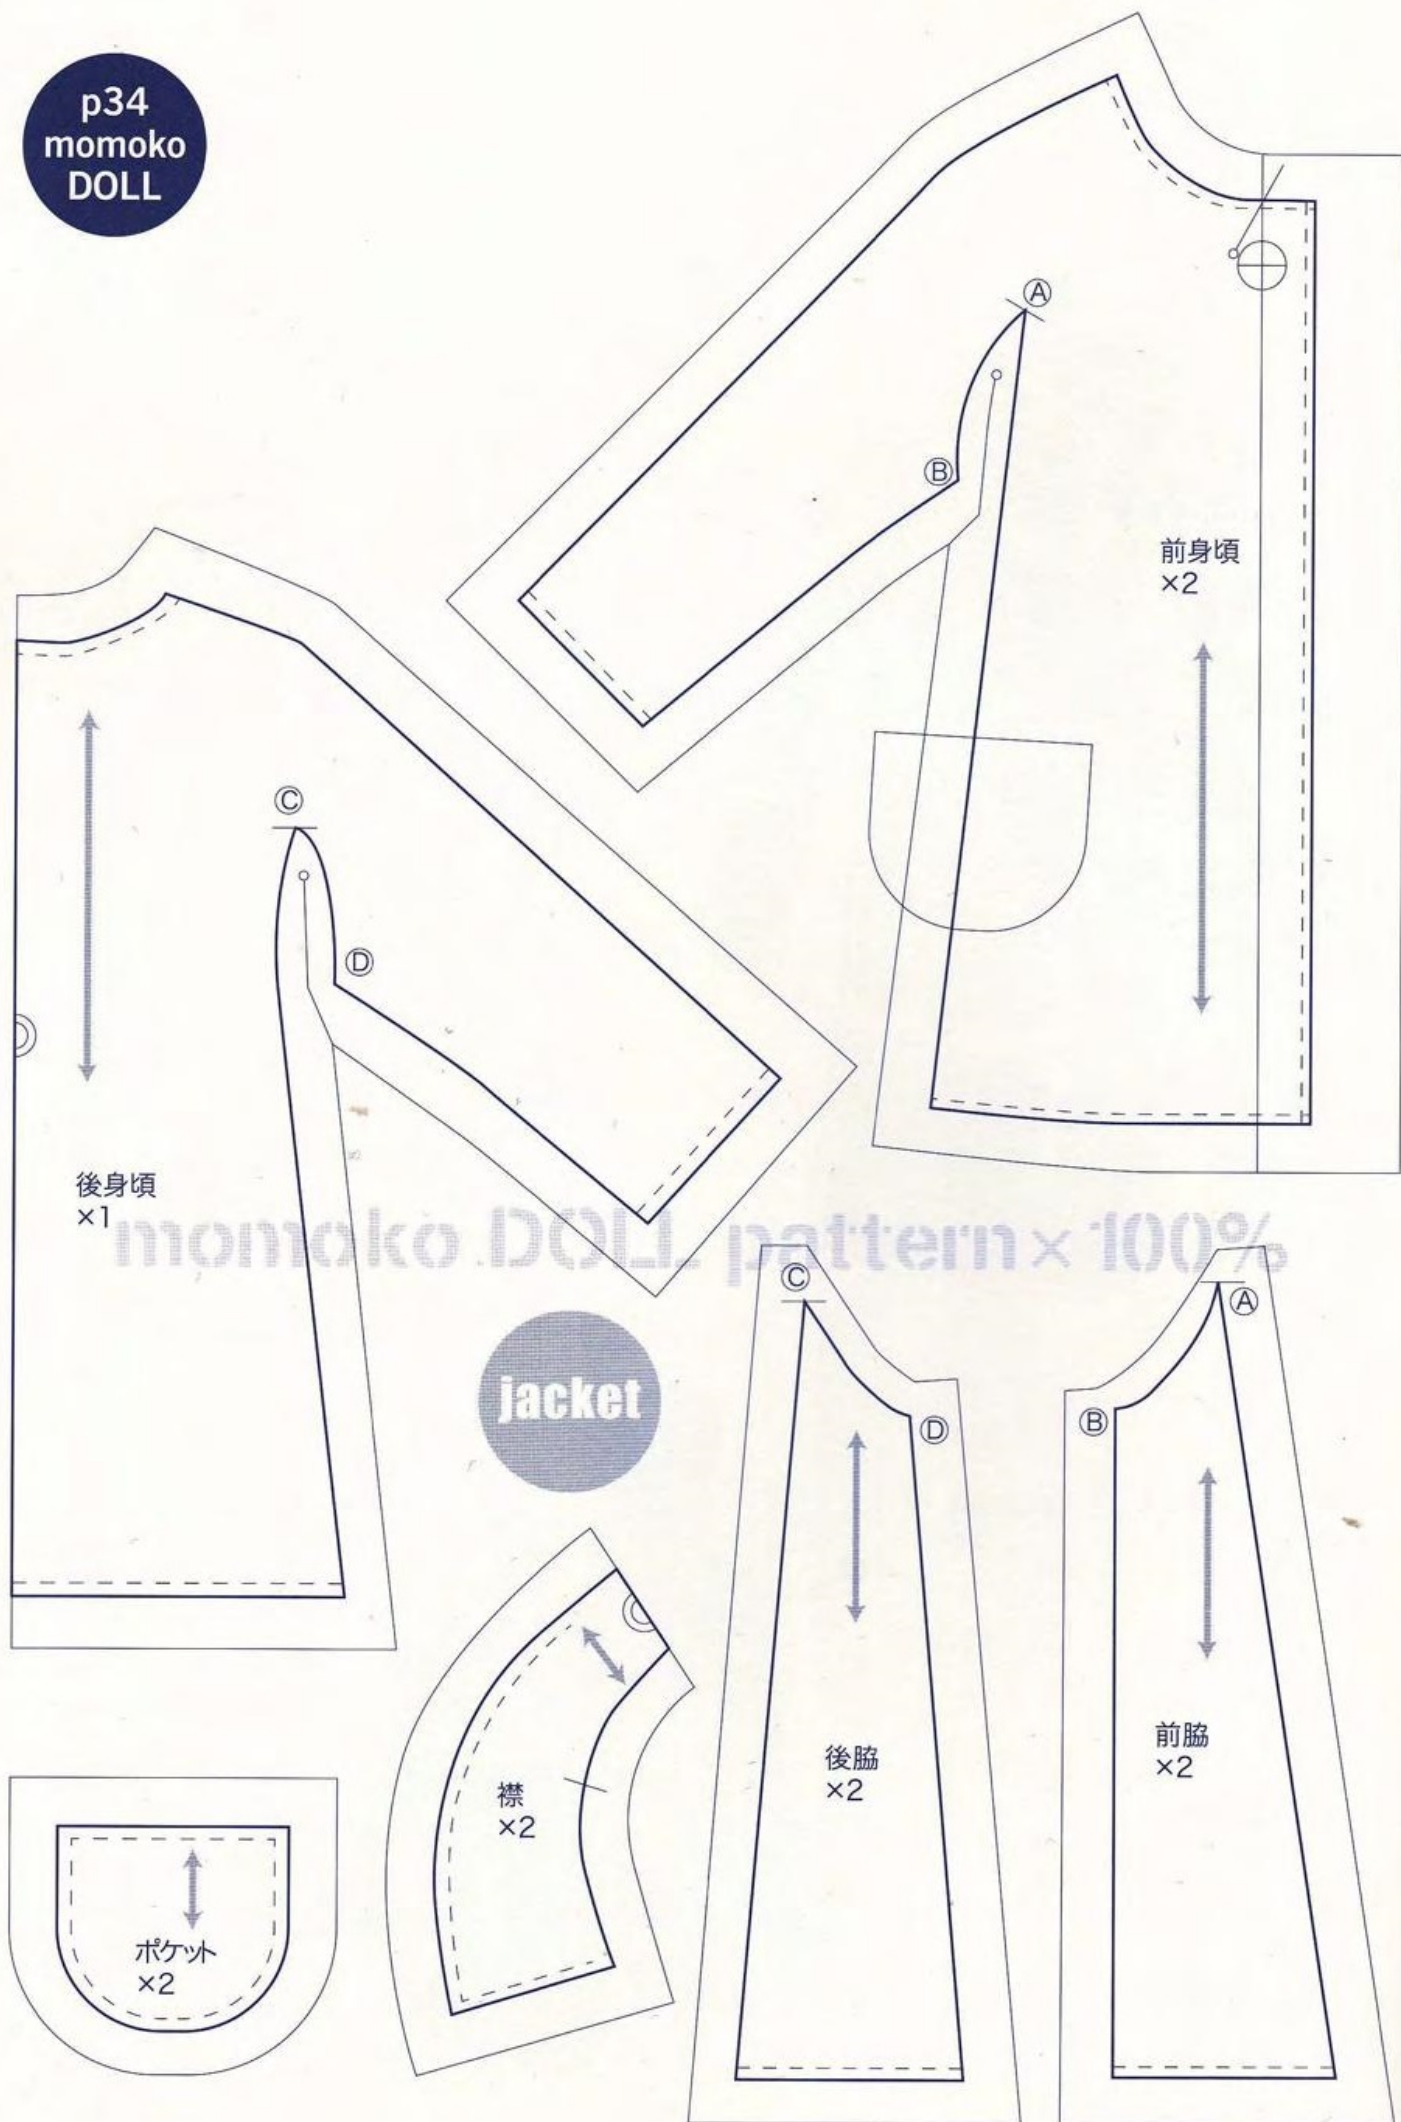 p34
momoko
DOLL
Ⓐ
Ⓑ
前身頃
×2
Ⓒ
Ⓓ
後身頃
×1
momoko DOLL pattern × 100%
jacket
Ⓒ
Ⓓ
Ⓐ
Ⓑ
後脇
×2
前脇
×2
襟
×2
ポケット
×2